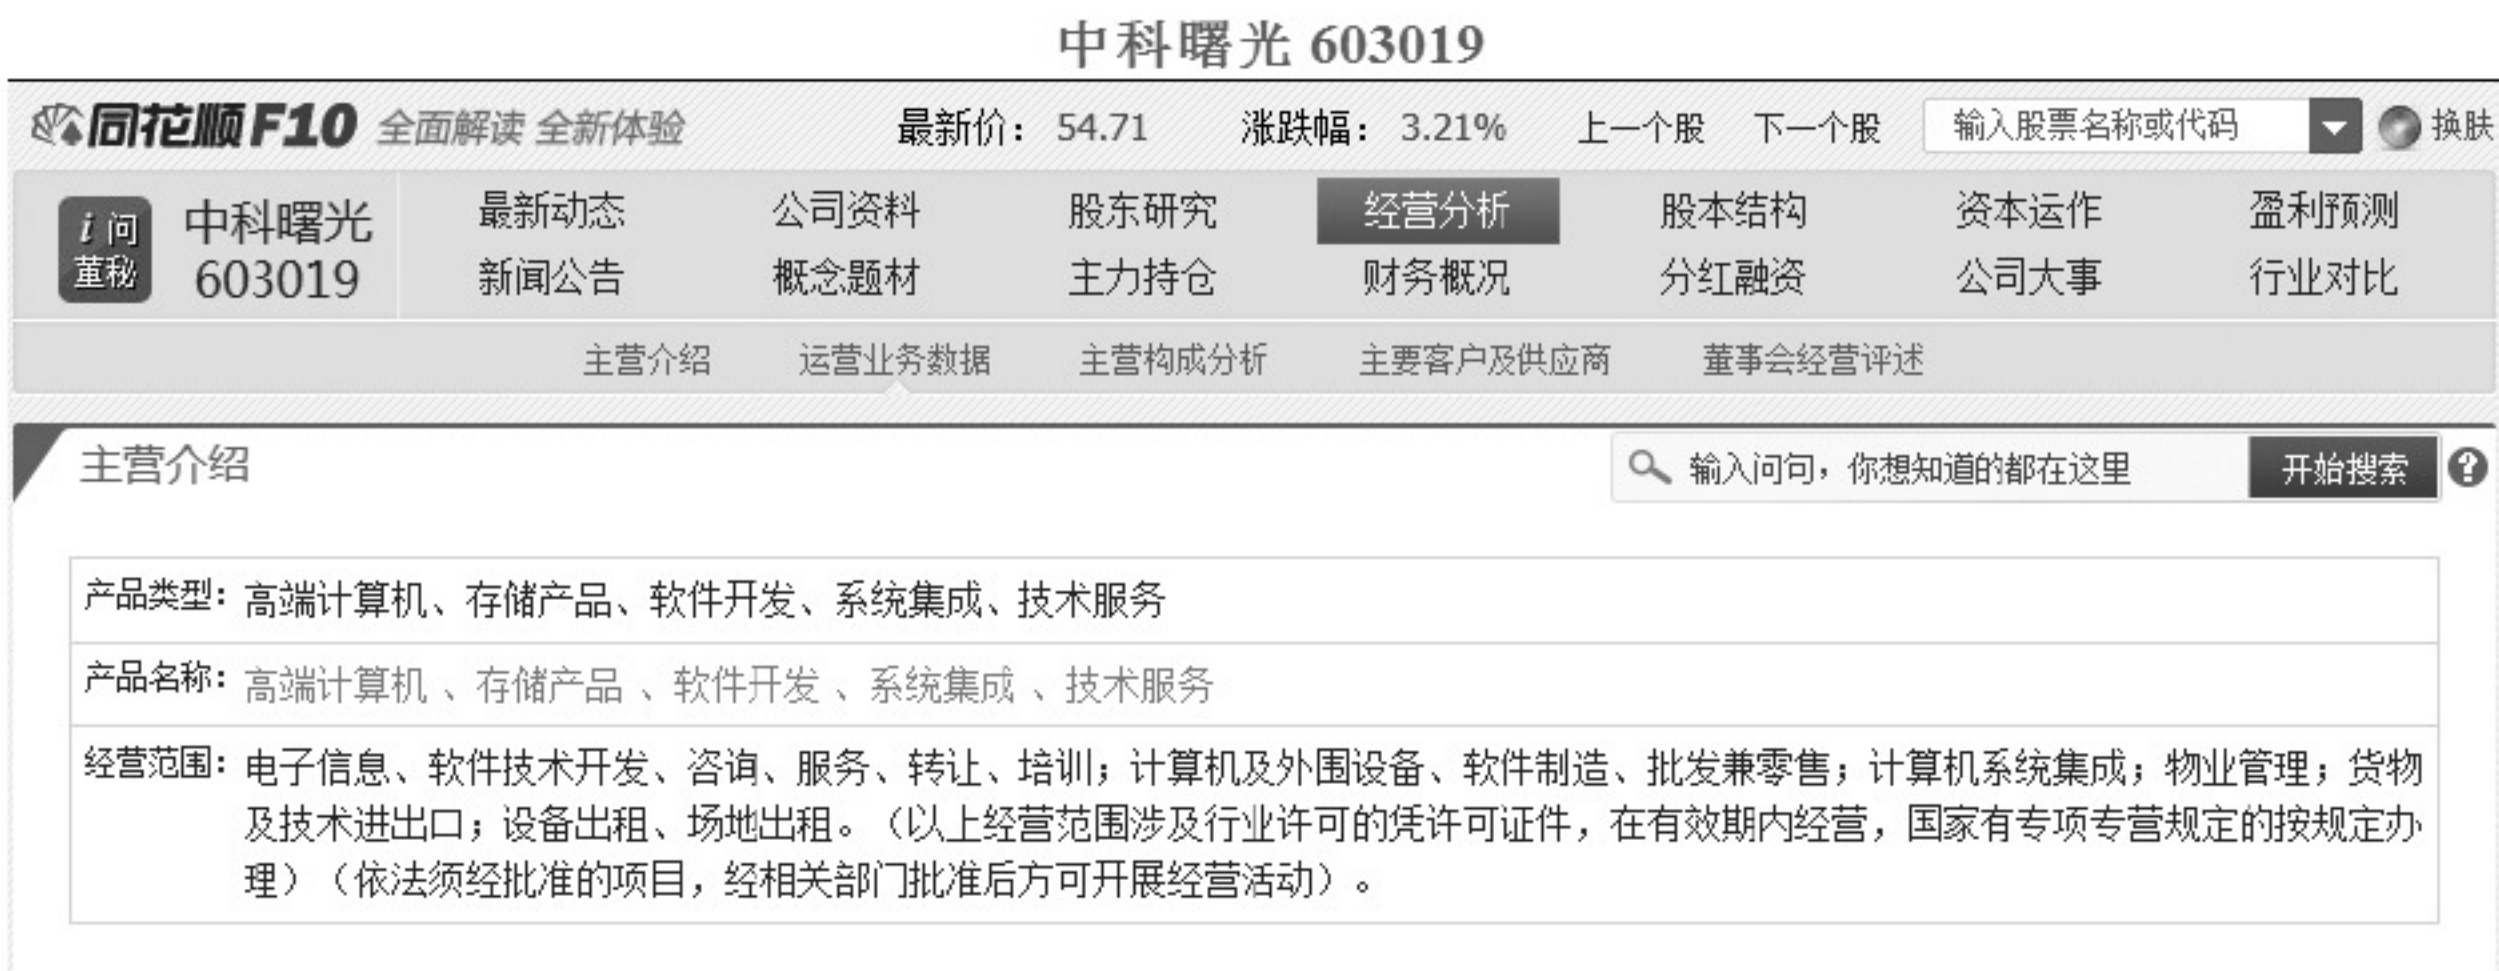 中科曙光 603019
同花顺F10 全面解读 全新体验 最新价： 54.71 涨跌幅： 3.21% 上一个股 下一个股 输入股票名称或代码 换肤
i 问 董秘
中科曙光 603019
最新动态 公司资料 股东研究 经营分析 股本结构 资本运作 盈利预测
新闻公告 概念题材 主力持仓 财务概况 分红融资 公司大事 行业对比
主营介绍 运营业务数据 主营构成分析 主要客户及供应商 董事会经营评述
主营介绍 输入问句，你想知道的都在这里 开始搜索 ?
产品类型： 高端计算机、存储产品、软件开发、系统集成、技术服务
产品名称： 高端计算机 、存储产品 、软件开发 、系统集成 、技术服务
经营范围： 电子信息、软件技术开发、咨询、服务、转让、培训；计算机及外围设备、软件制造、批发兼零售；计算机系统集成；物业管理；货物
及技术进出口；设备出租、场地出租。（以上经营范围涉及行业许可的凭许可证件，在有效期内经营，国家有专项专营规定的按规定办
理）（依法须经批准的项目，经相关部门批准后方可开展经营活动）。